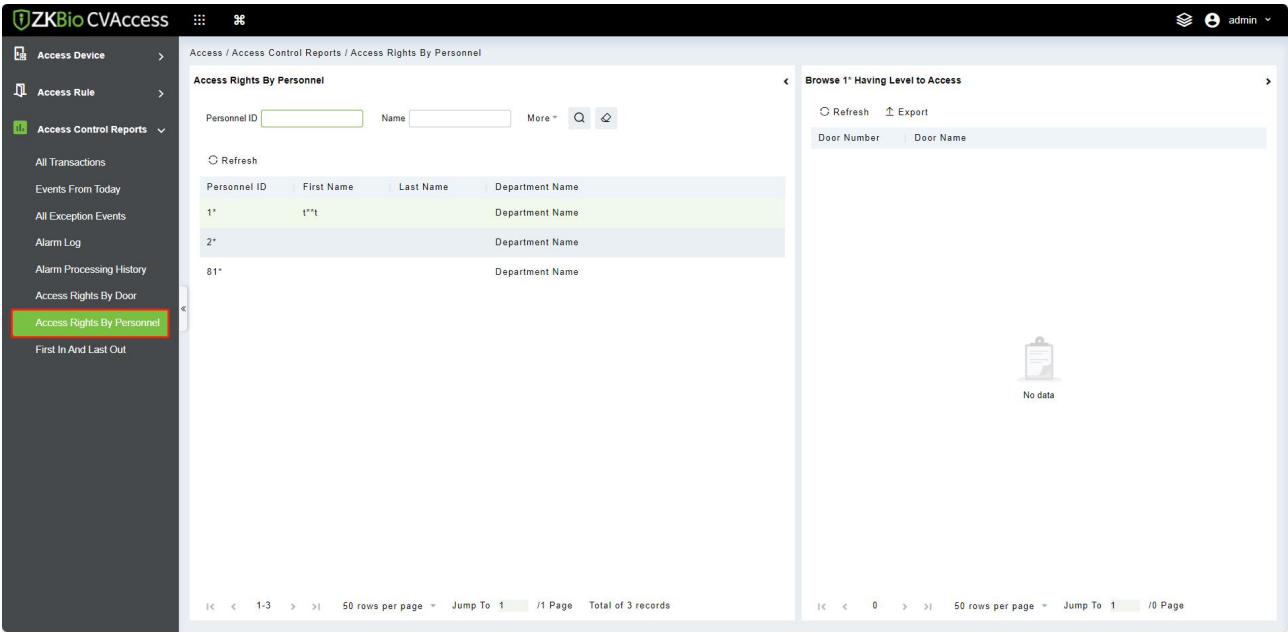 ZKBio CVAccess
admin
Access Device
Access Rule
Access Control Reports
All Transactions
Events From Today
All Exception Events
Alarm Log
Alarm Processing History
Access Rights By Door
Access Rights By Personnel
First In And Last Out
Access / Access Control Reports / Access Rights By Personnel
Access Rights By Personnel
Personnel ID Name More
Refresh
Personnel ID First Name Last Name Department Name
1* t**t Department Name
2* Department Name
81* Department Name
1-3 50 rows per page Jump To 1 /1 Page Total of 3 records
Browse 1* Having Level to Access
Refresh Export
Door Number Door Name
No data
0 50 rows per page Jump To 1 /0 Page